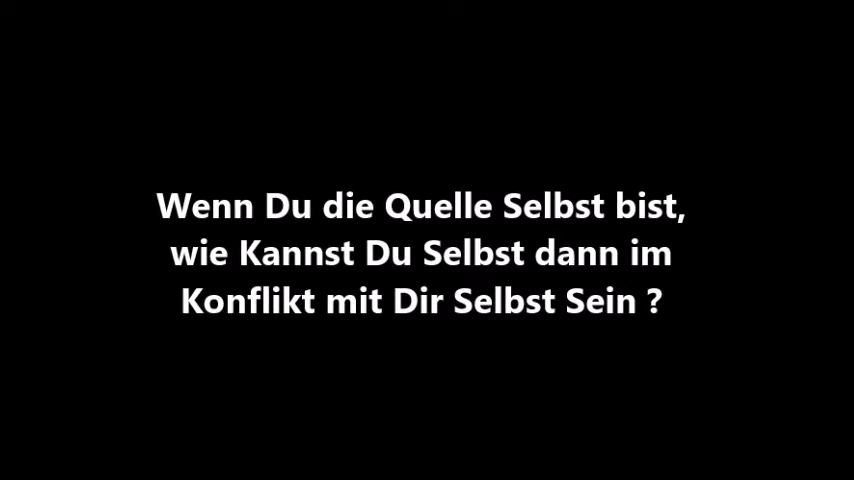 Wenn Du die Quelle Selbst bist,
wie Kannst Du Selbst dann im
Konflikt mit Dir Selbst Sein ?